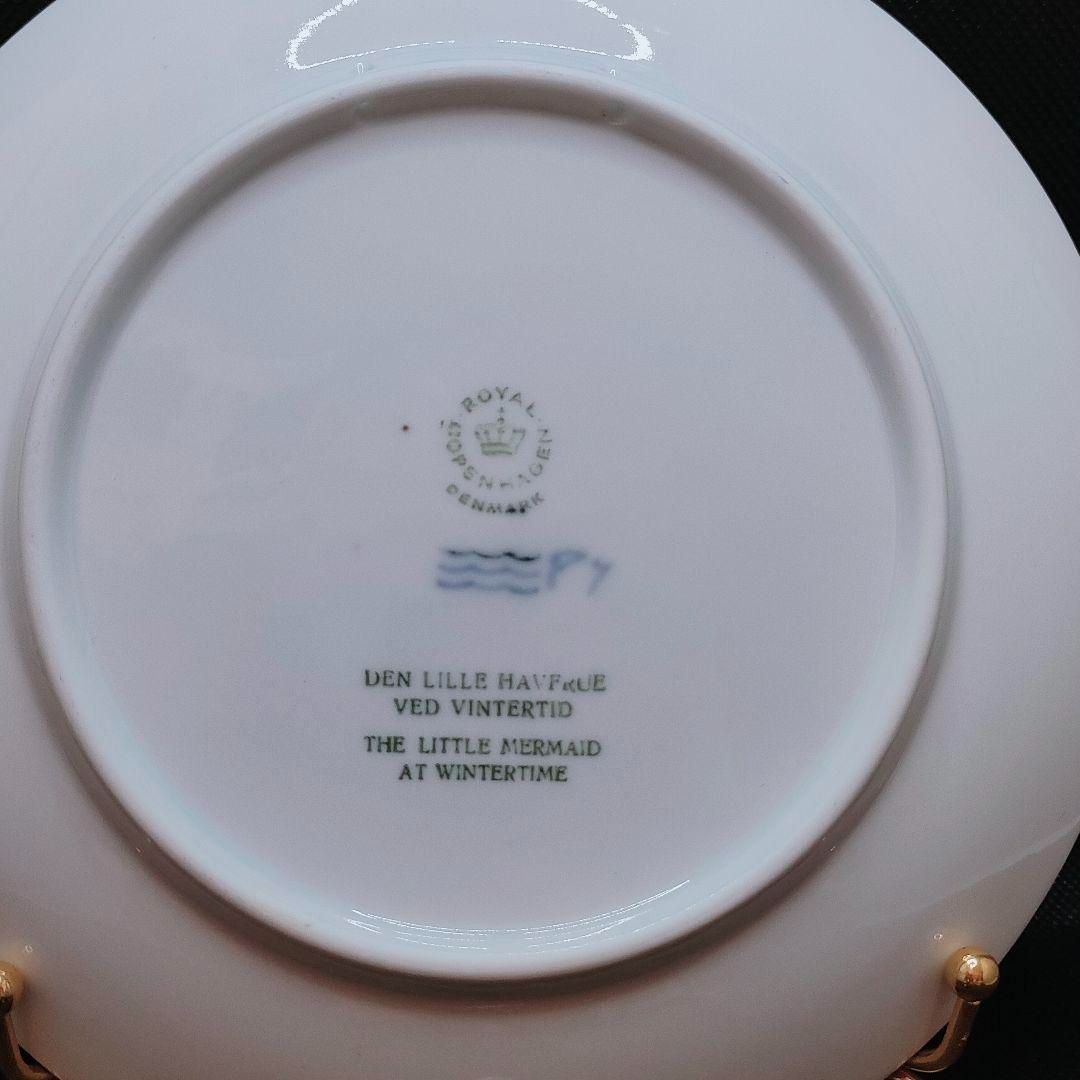 ROYAL
COPENHAGEN
DENMARK
DEN LILLE HAVFRUE
VED VINTERTID
THE LITTLE MERMAID
AT WINTERTIME